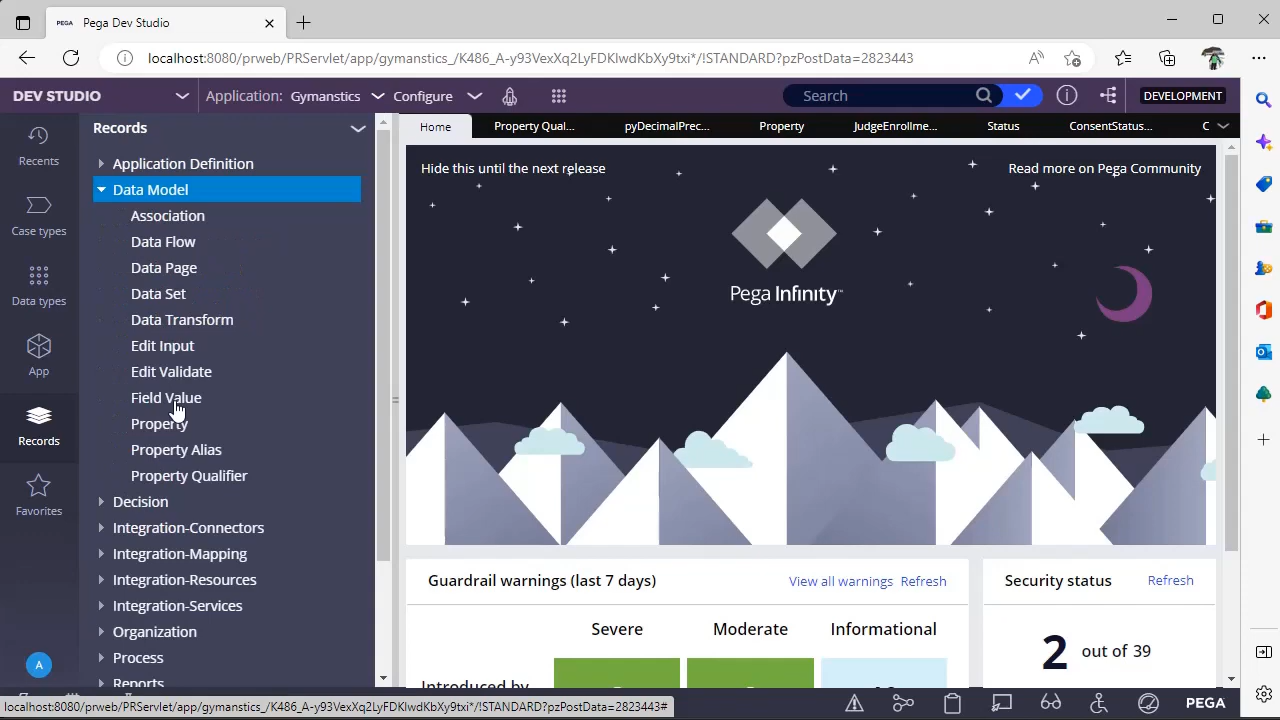 PEGA Pega Dev Studio
localhost:8080/prweb/PRServlet/app/gymanstics_/K486_A-y93VexXq2LyFDKlwdKbXy9txi*/!STANDARD?pzPostData=2823443
DEV STUDIO Application: Gymanstics Configure Search DEVELOPMENT
Recents
Case types
Data types
App
Records
Favorites
A
Records
Application Definition
Data Model
Association
Data Flow
Data Page
Data Set
Data Transform
Edit Input
Edit Validate
Field Value
Property
Property Alias
Property Qualifier
Decision
Integration-Connectors
Integration-Mapping
Integration-Resources
Integration-Services
Organization
Process
Reports
Home Property Qual... pyDecimalPrec... Property JudgeEnrollme... Status ConsentStatus... C
Hide this until the next release Read more on Pega Community
Pega Infinity™
Guardrail warnings (last 7 days) View all warnings Refresh
Severe Moderate Informational
Introduced by
Security status Refresh
2 out of 39
localhost:8080/prweb/PRServlet/app/gymanstics_/K486_A-y93VexXq2LyFDKlwdKbXy9txi*/!STANDARD?pzPostData=2823443#
PEGA